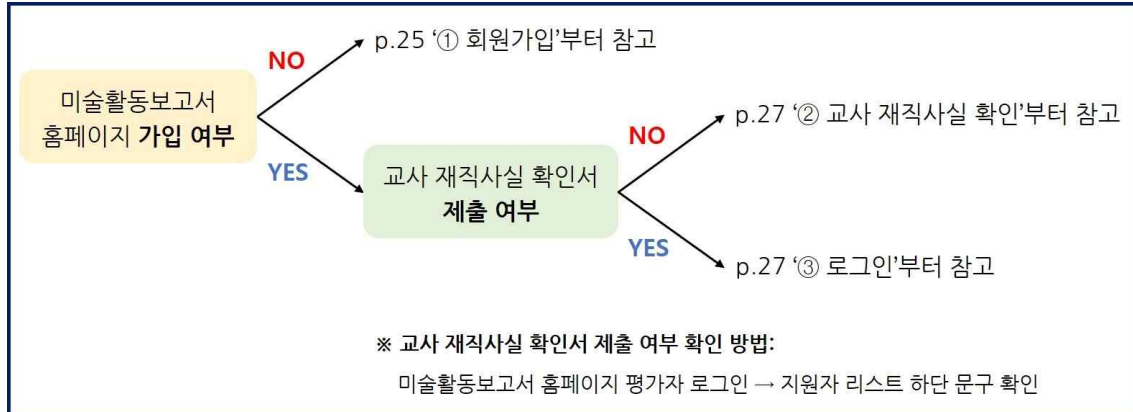 NO
p.25 ‘① 회원가입’부터 참고
미술활동보고서
홈페이지 가입 여부
YES
NO
p.27 ‘② 교사 재직사실 확인’부터 참고
교사 재직사실 확인서
제출 여부
YES
p.27 ‘③ 로그인’부터 참고
※ 교사 재직사실 확인서 제출 여부 확인 방법:
미술활동보고서 홈페이지 평가자 로그인 → 지원자 리스트 하단 문구 확인